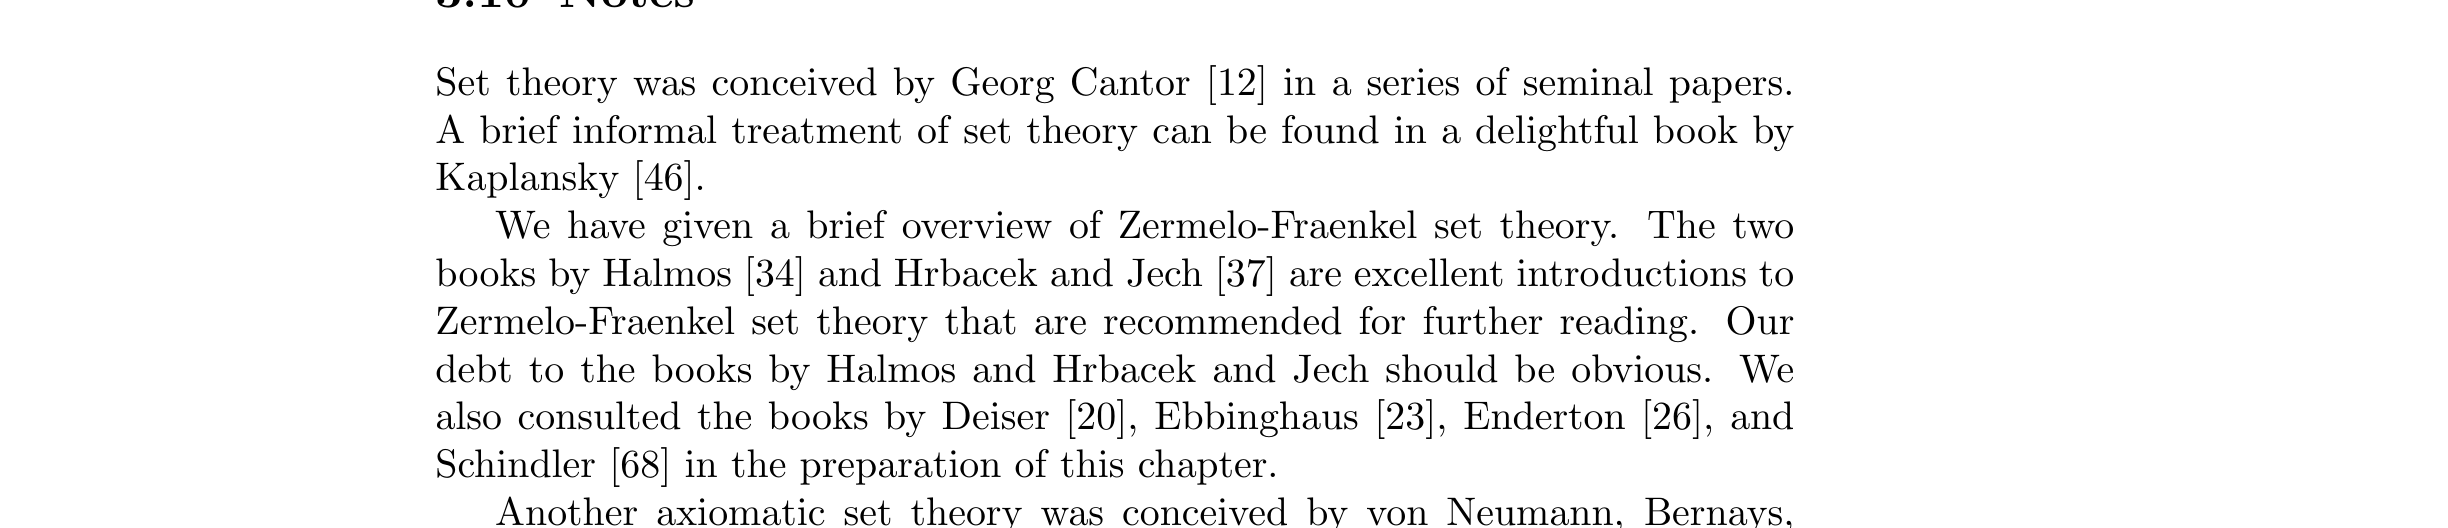 3.10 Notes
Set theory was conceived by Georg Cantor [12] in a series of seminal papers.
A brief informal treatment of set theory can be found in a delightful book by
Kaplansky [46].
We have given a brief overview of Zermelo-Fraenkel set theory. The two
books by Halmos [34] and Hrbacek and Jech [37] are excellent introductions to
Zermelo-Fraenkel set theory that are recommended for further reading. Our
debt to the books by Halmos and Hrbacek and Jech should be obvious. We
also consulted the books by Deiser [20], Ebbinghaus [23], Enderton [26], and
Schindler [68] in the preparation of this chapter.
Another axiomatic set theory was conceived by von Neumann, Bernays,